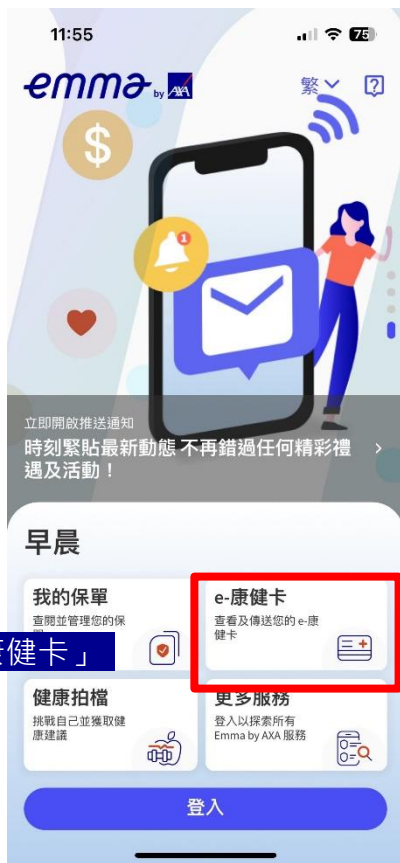 11:55
75
emma by AXA
繁
1
立即開啟推送通知
時刻緊貼最新動態 不再錯過任何精彩禮
遇及活動！
早晨
我的保單
查閱並管理您的保
e-康健卡
查看及傳送您的 e-康
健卡
健卡」
健康拍檔
挑戰自己並獲取健
康建議
更多服務
登入以探索所有
Emma by AXA 服務
登入